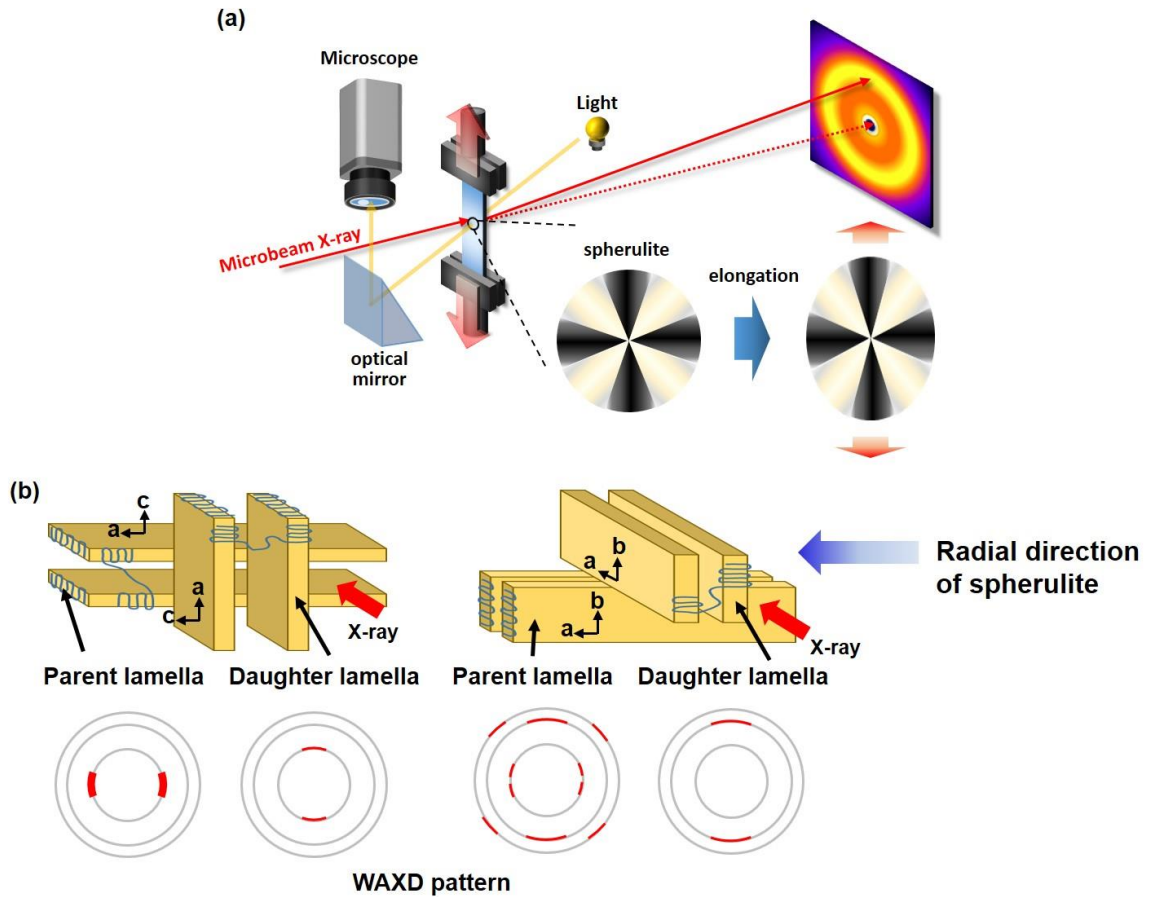 (a)
Microscope
Light
Microbeam X-ray
spherulite
elongation
optical
mirror
(b)
c
a
a
c
X-ray
Parent lamella
Daughter lamella
b
a
b
a
X-ray
Parent lamella
Daughter lamella
Radial direction
of spherulite
WAXD pattern